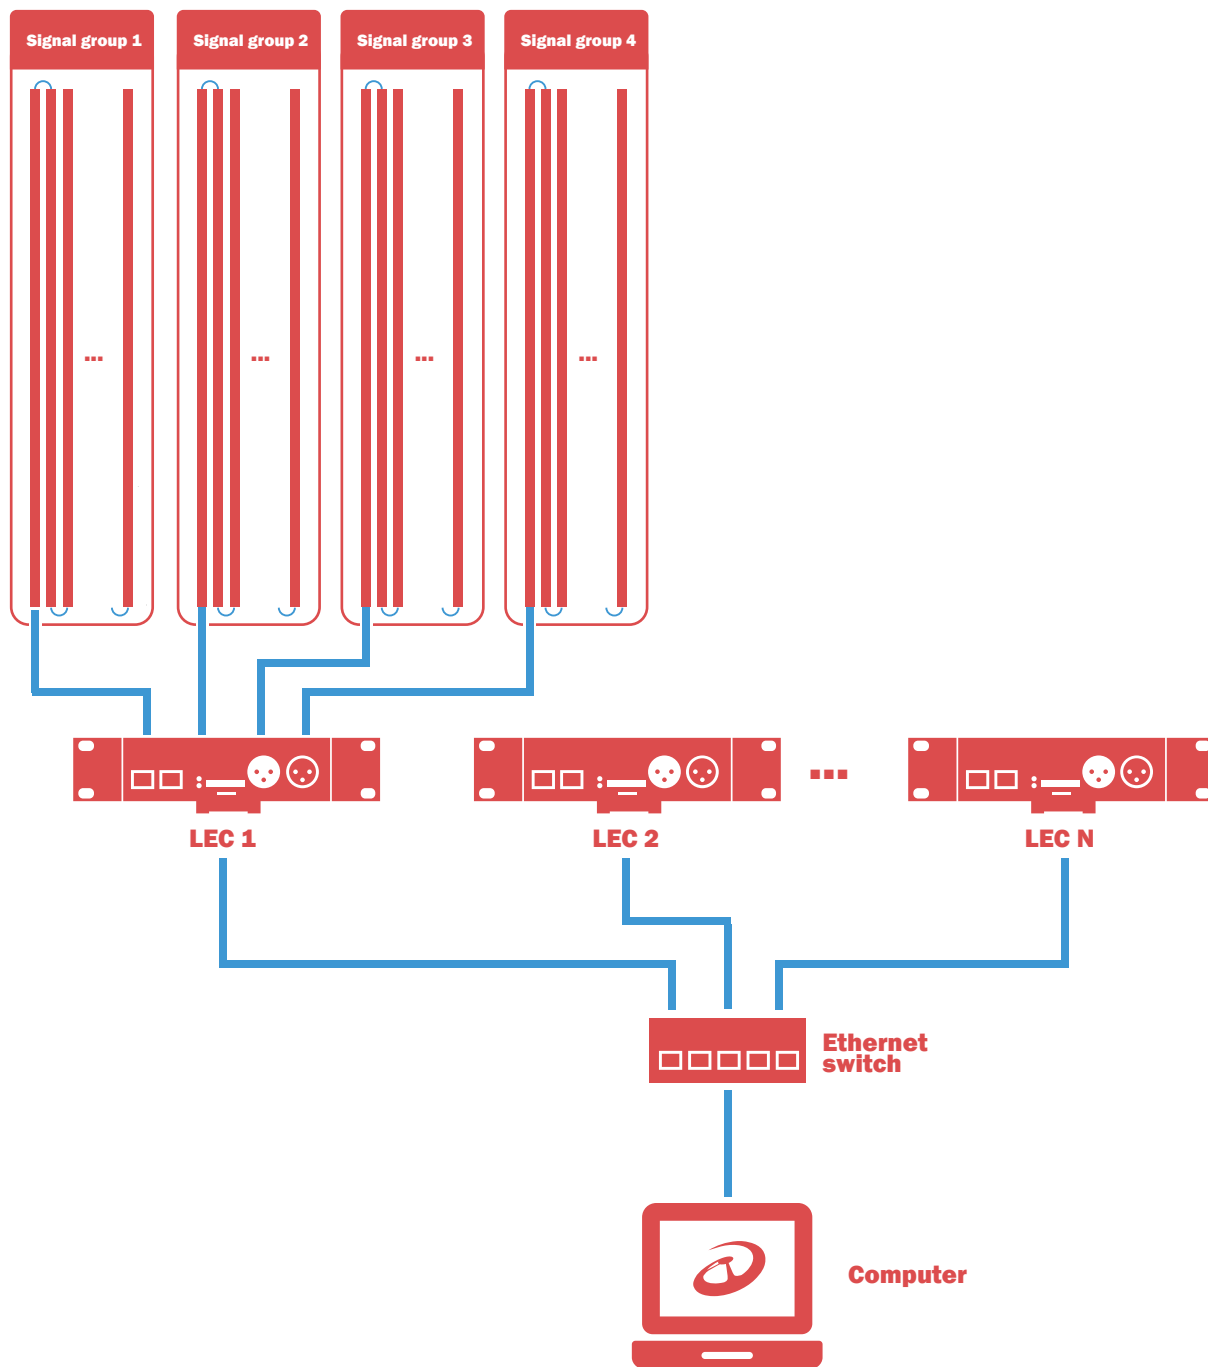 Signal group 1
Signal group 2
Signal group 3
Signal group 4
...
...
...
...
...
LEC 1
LEC 2
LEC N
Ethernet
switch
Computer